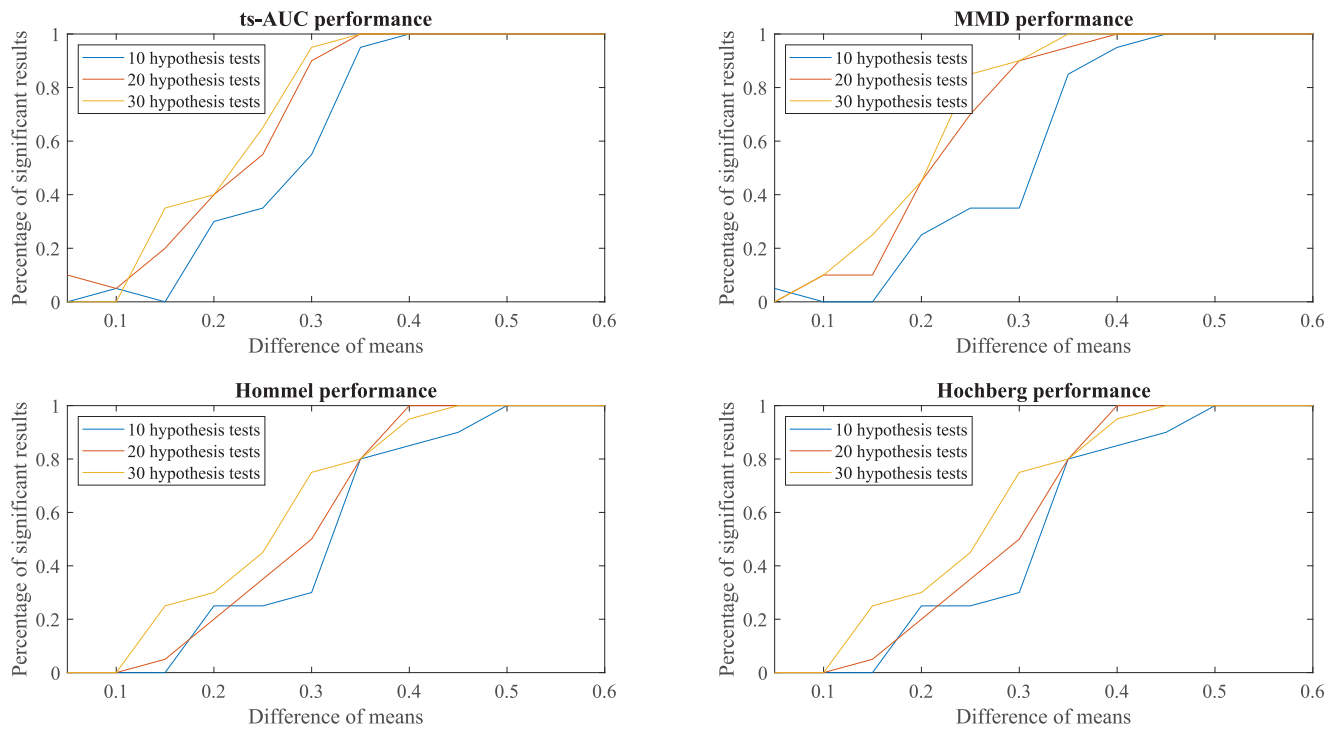 ts-AUC performance
Percentage of significant results
1
0.8
0.6
0.4
0.2
0
10 hypothesis tests
20 hypothesis tests
30 hypothesis tests
0.1 0.2 0.3 0.4 0.5 0.6
Difference of means
MMD performance
Percentage of significant results
1
0.8
0.6
0.4
0.2
0
10 hypothesis tests
20 hypothesis tests
30 hypothesis tests
0.1 0.2 0.3 0.4 0.5 0.6
Difference of means
Hommel performance
Percentage of significant results
1
0.8
0.6
0.4
0.2
0
10 hypothesis tests
20 hypothesis tests
30 hypothesis tests
0.1 0.2 0.3 0.4 0.5 0.6
Difference of means
Hochberg performance
Percentage of significant results
1
0.8
0.6
0.4
0.2
0
10 hypothesis tests
20 hypothesis tests
30 hypothesis tests
0.1 0.2 0.3 0.4 0.5 0.6
Difference of means